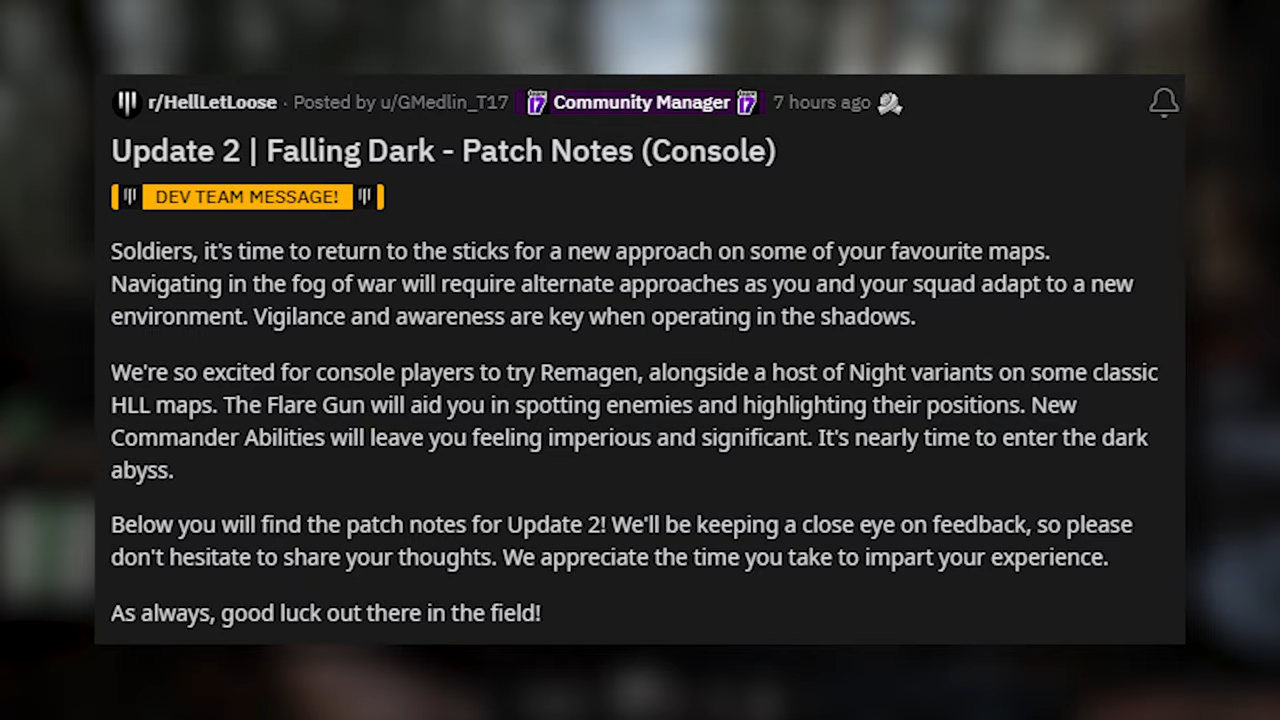 r/HellLetLoose · Posted by u/GMedlin_T17 17 Community Manager 17 7 hours ago
Update 2 | Falling Dark - Patch Notes (Console)
DEV TEAM MESSAGE!
Soldiers, it's time to return to the sticks for a new approach on some of your favourite maps.
Navigating in the fog of war will require alternate approaches as you and your squad adapt to a new
environment. Vigilance and awareness are key when operating in the shadows.
We're so excited for console players to try Remagen, alongside a host of Night variants on some classic
HLL maps. The Flare Gun will aid you in spotting enemies and highlighting their positions. New
Commander Abilities will leave you feeling imperious and significant. It's nearly time to enter the dark
abyss.
Below you will find the patch notes for Update 2! We'll be keeping a close eye on feedback, so please
don't hesitate to share your thoughts. We appreciate the time you take to impart your experience.
As always, good luck out there in the field!